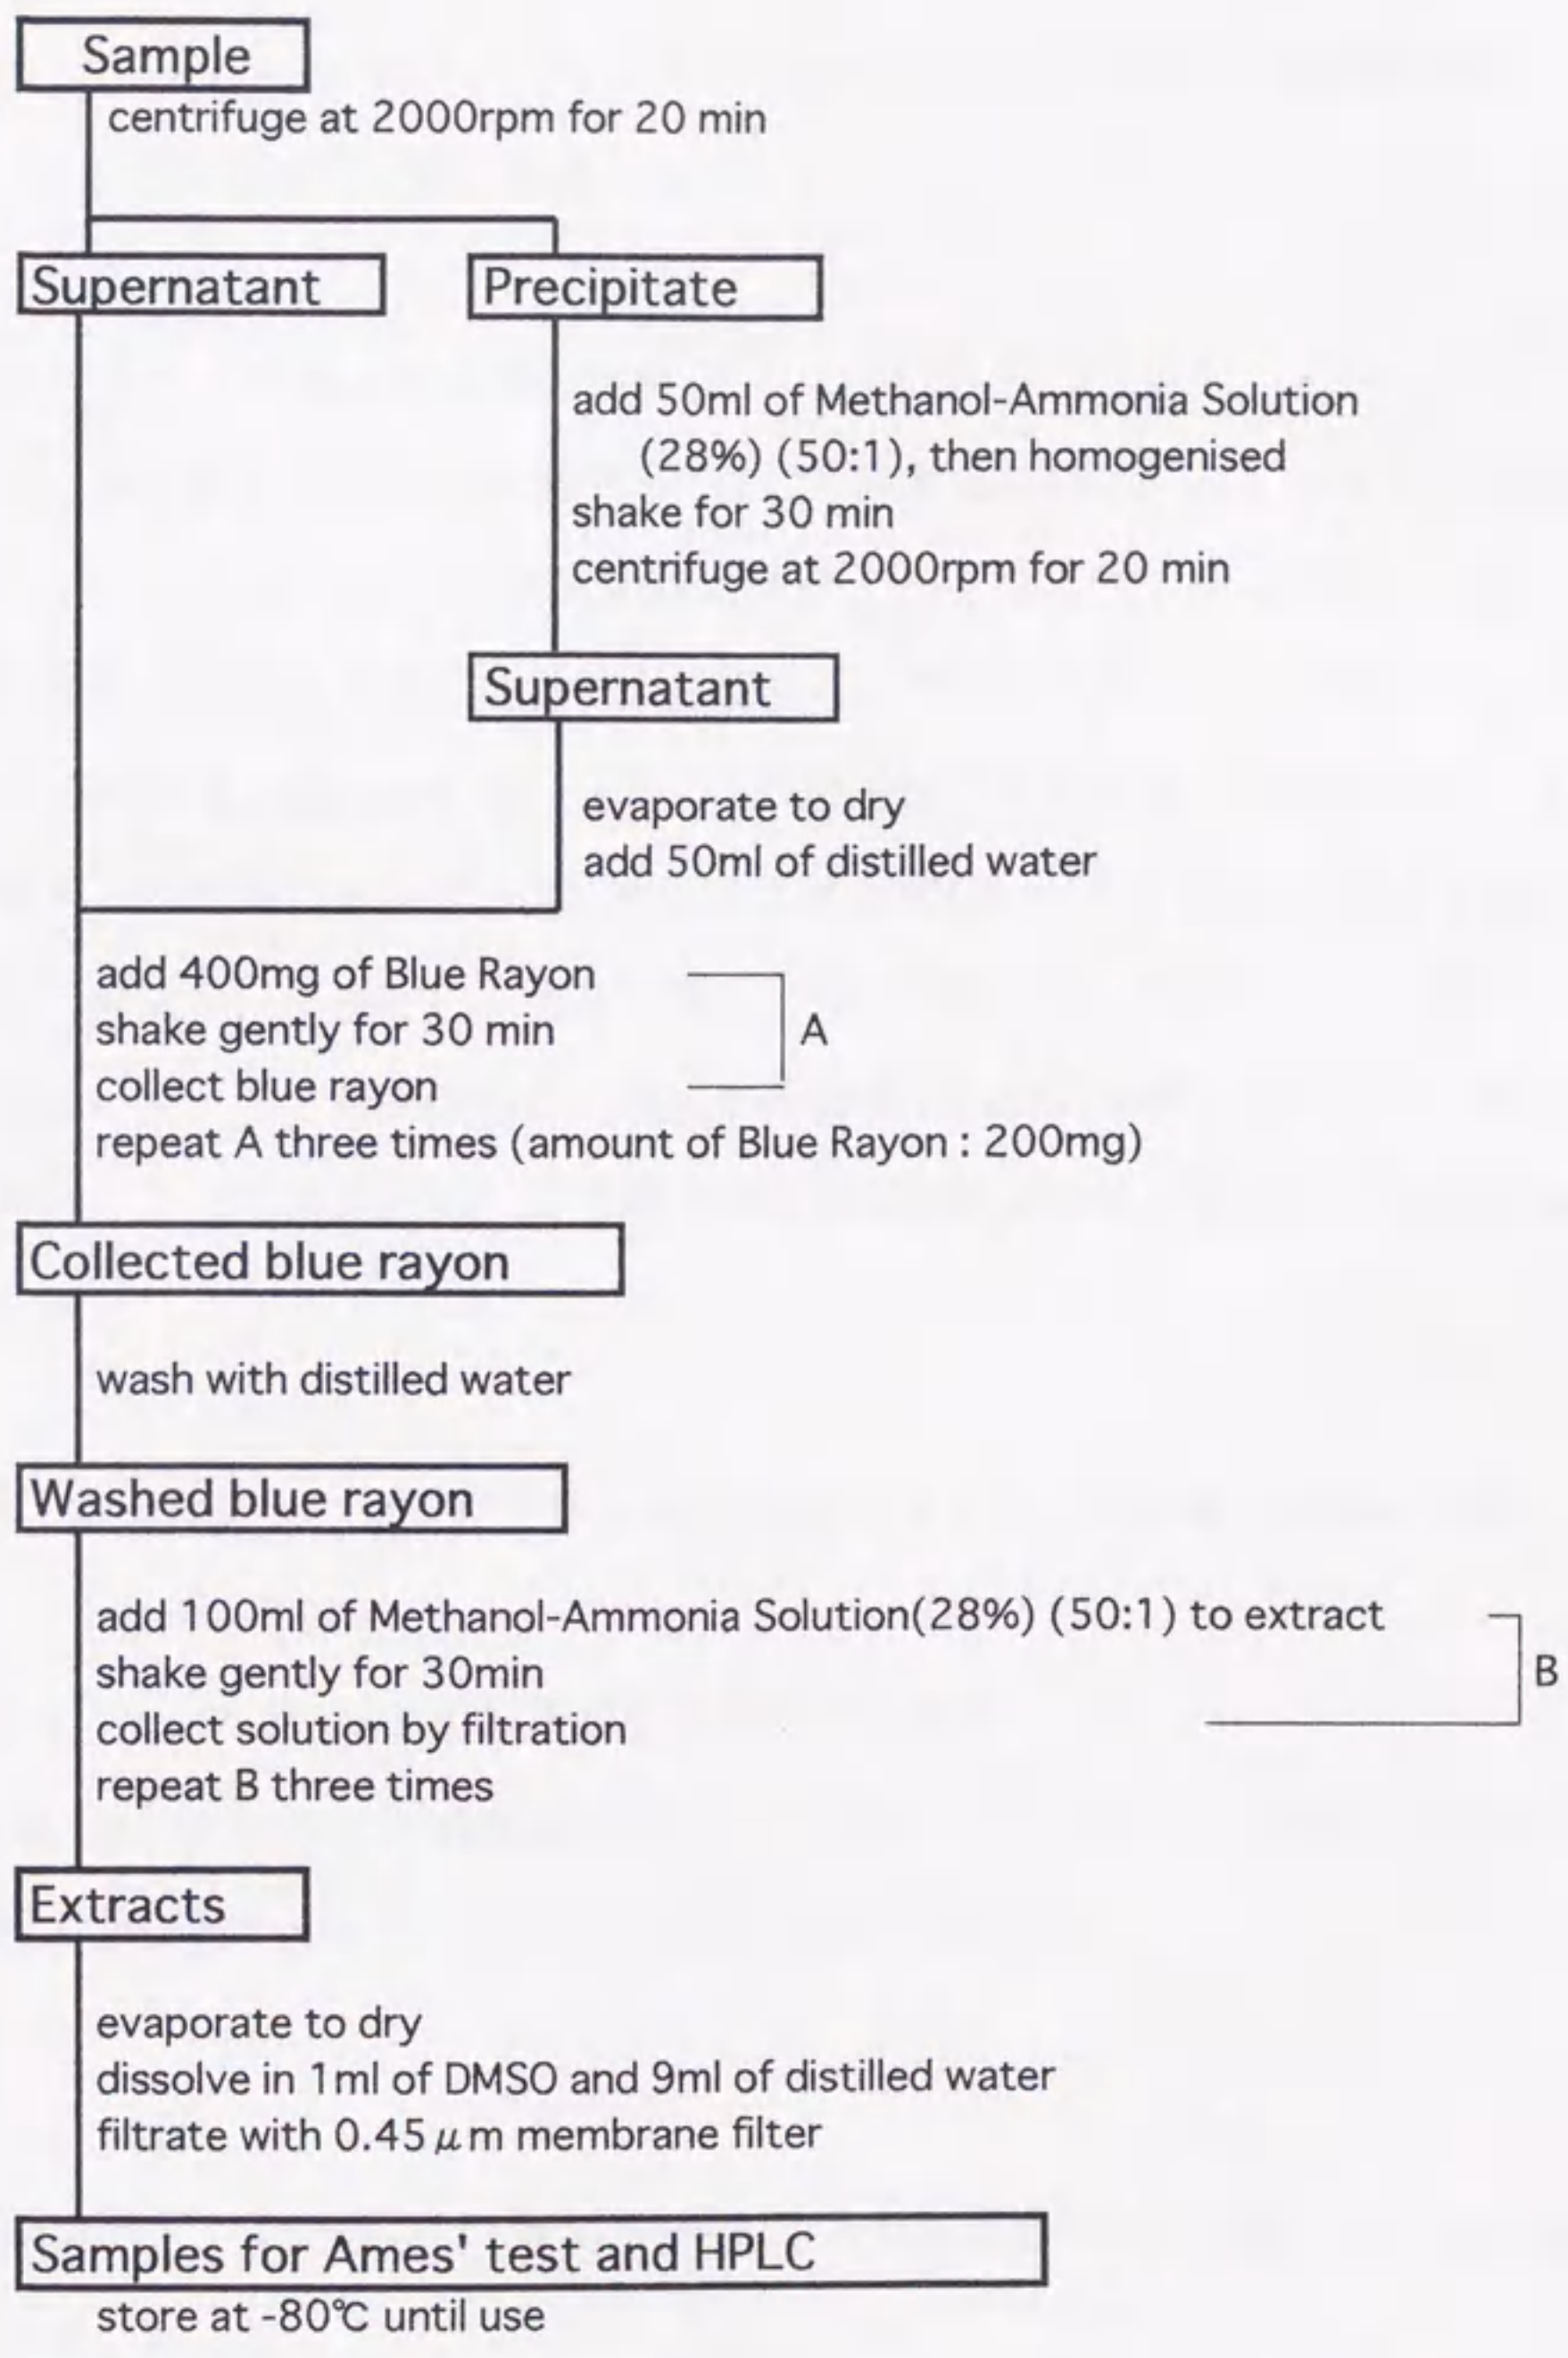 Sample
centrifuge at 2000rpm for 20 min
Supernatant
Precipitate
add 50ml of Methanol-Ammonia Solution
(28%) (50:1), then homogenised
shake for 30 min
centrifuge at 2000rpm for 20 min
Supernatant
evaporate to dry
add 50ml of distilled water
add 400mg of Blue Rayon
shake gently for 30 min
collect blue rayon
A
repeat A three times (amount of Blue Rayon : 200mg)
Collected blue rayon
wash with distilled water
Washed blue rayon
add 100ml of Methanol-Ammonia Solution(28%) (50:1) to extract
shake gently for 30min
collect solution by filtration
B
repeat B three times
Extracts
evaporate to dry
dissolve in 1ml of DMSO and 9ml of distilled water
filtrate with 0.45 μm membrane filter
Samples for Ames' test and HPLC
store at -80℃ until use